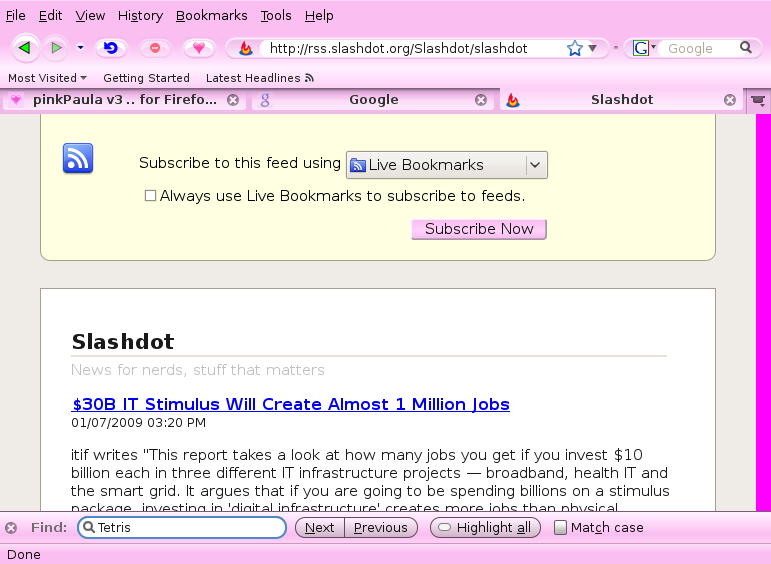 File Edit View History Bookmarks Tools Help
http://rss.slashdot.org/Slashdot/slashdot G Google
Most Visited Getting Started Latest Headlines
pinkPaula v3 .. for Firefo... Google Slashdot
Subscribe to this feed using Live Bookmarks
Always use Live Bookmarks to subscribe to feeds.
Subscribe Now
Slashdot
News for nerds, stuff that matters
$30B IT Stimulus Will Create Almost 1 Million Jobs
01/07/2009 03:20 PM
itif writes "This report takes a look at how many jobs you get if you invest $10
billion each in three different IT infrastructure projects — broadband, health IT and
the smart grid. It argues that if you are going to be spending billions on a stimulus
package, investing in 'digital infrastructure' creates more jobs than physical
Find: Tetris Next Previous Highlight all Match case
Done